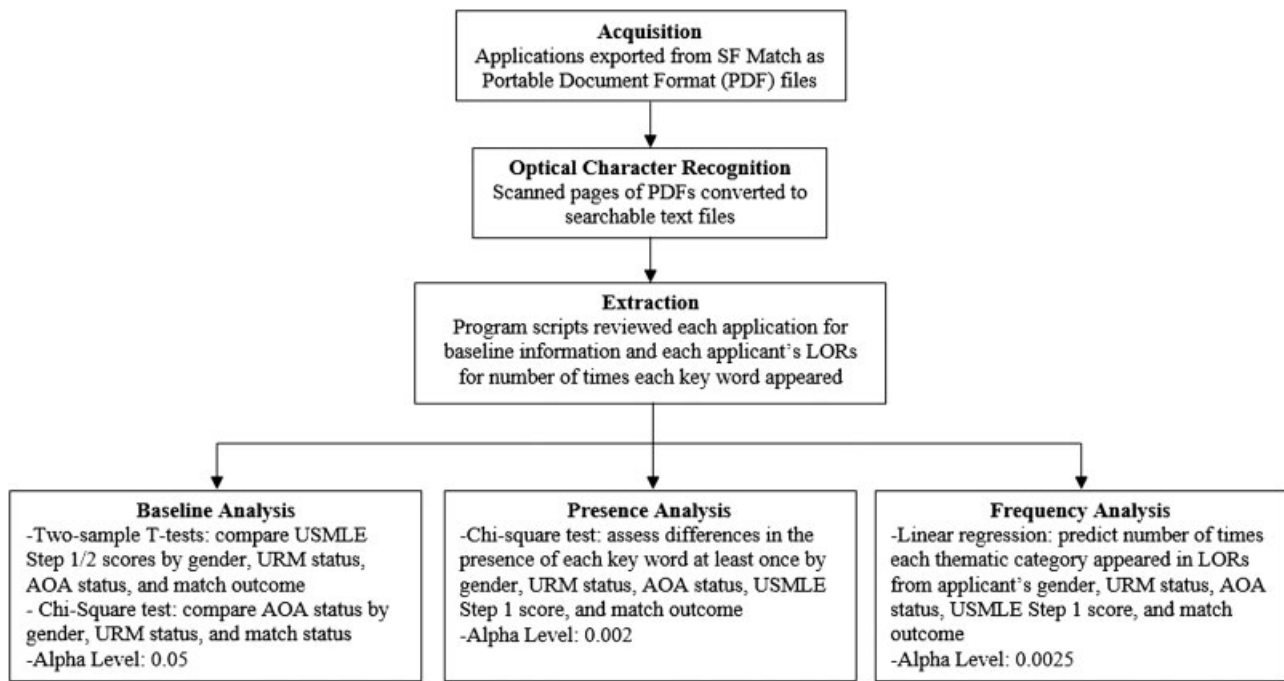 Acquisition
Applications exported from SF Match as
Portable Document Format (PDF) files
Optical Character Recognition
Scanned pages of PDFs converted to
searchable text files
Extraction
Program scripts reviewed each application for
baseline information and each applicant's LORs
for number of times each key word appeared
Baseline Analysis
-Two-sample T-tests: compare USMLE
Step 1/2 scores by gender, URM status,
AOA status, and match outcome
- Chi-Square test: compare AOA status by
gender, URM status, and match status
-Alpha Level: 0.05
Presence Analysis
-Chi-square test: assess differences in the
presence of each key word at least once by
gender, URM status, AOA status, USMLE
Step 1 score, and match outcome
-Alpha Level: 0.002
Frequency Analysis
-Linear regression: predict number of times
each thematic category appeared in LORs
from applicant's gender, URM status, AOA
status, USMLE Step 1 score, and match
outcome
-Alpha Level: 0.0025